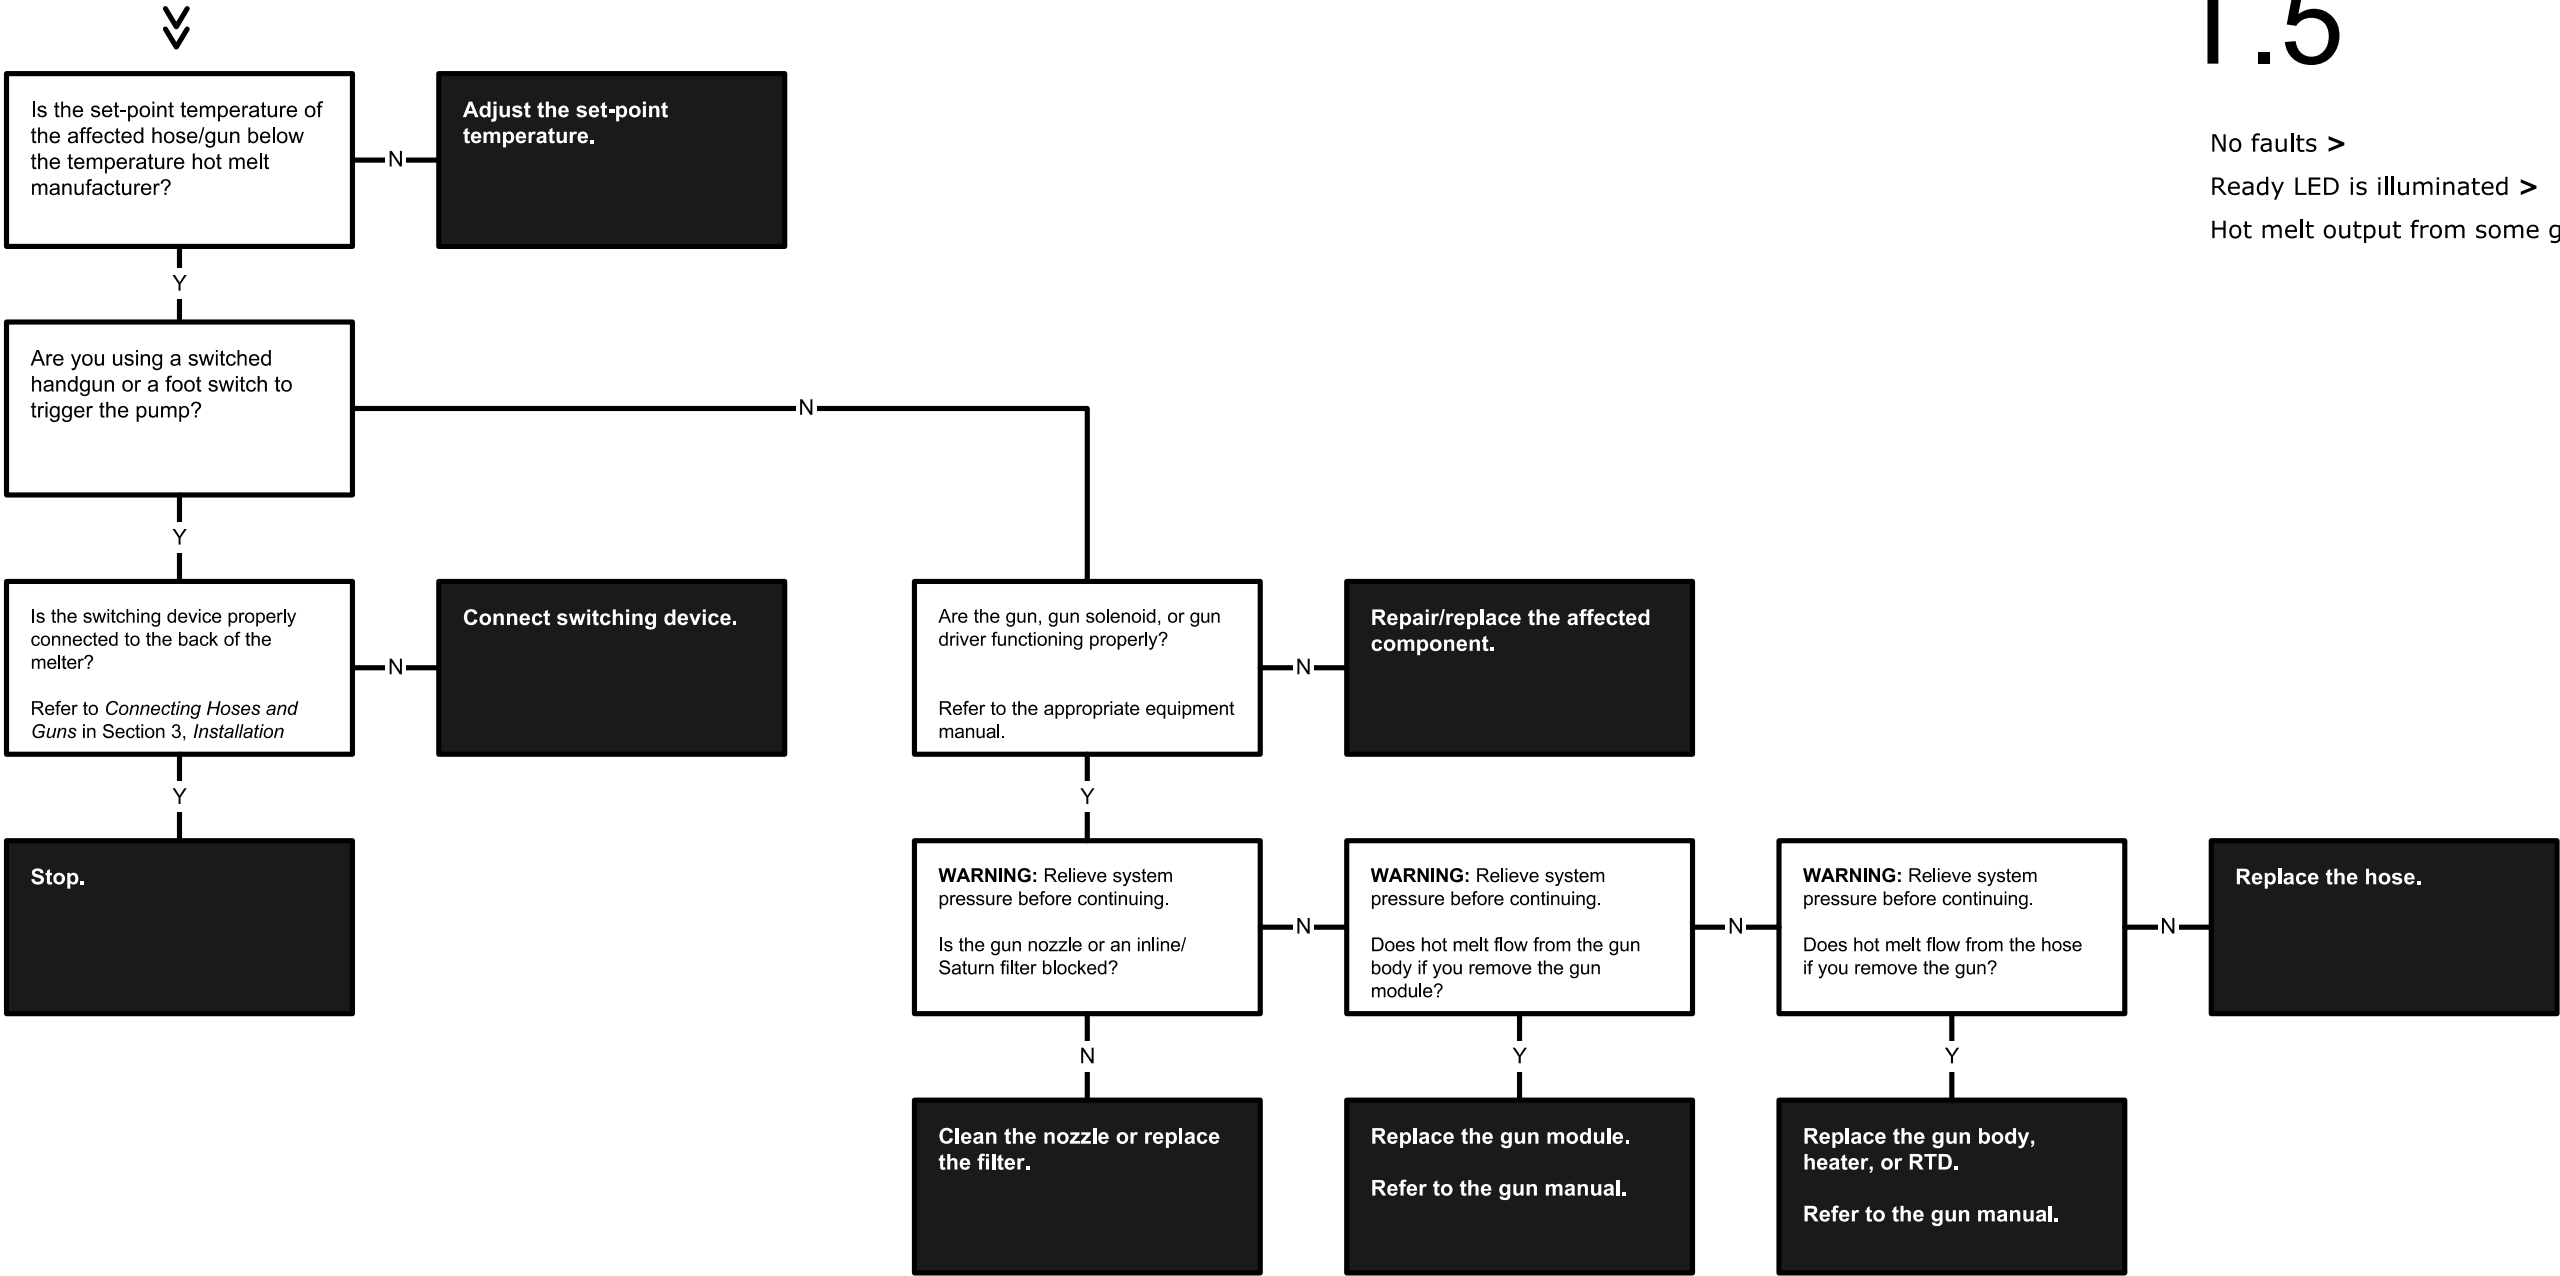 .5
No faults >
Ready LED is illuminated >
Hot melt output from some g
Is the set-point temperature of
the affected hose/gun below
the temperature hot melt
manufacturer?
N
Adjust the set-point
temperature.
Y
Are you using a switched
handgun or a foot switch to
trigger the pump?
N
Y
Is the switching device properly
connected to the back of the
melter?
Refer to Connecting Hoses and
Guns in Section 3, Installation
N
Connect switching device.
Are the gun, gun solenoid, or gun
driver functioning properly?
Refer to the appropriate equipment
manual.
N
Repair/replace the affected
component.
Y
Y
Stop.
WARNING: Relieve system
pressure before continuing.
Is the gun nozzle or an inline/
Saturn filter blocked?
N
WARNING: Relieve system
pressure before continuing.
Does hot melt flow from the gun
body if you remove the gun
module?
N
WARNING: Relieve system
pressure before continuing.
Does hot melt flow from the hose
if you remove the gun?
N
Replace the hose.
N
Y
Y
Clean the nozzle or replace
the filter.
Replace the gun module.
Refer to the gun manual.
Replace the gun body,
heater, or RTD.
Refer to the gun manual.